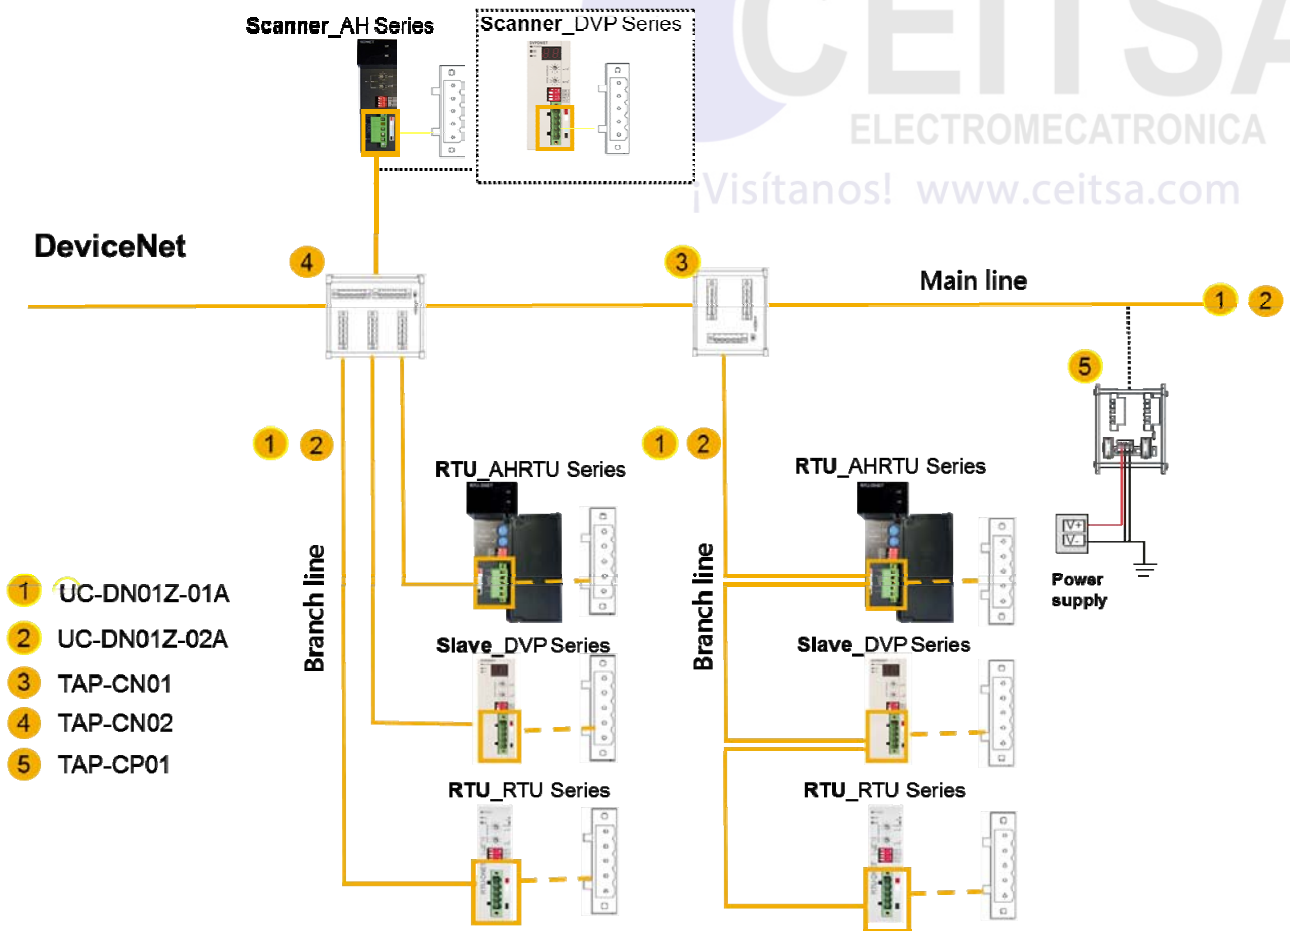 Scanner_AH Series
Scanner_DVP Series
CEITSA
ELECTROMECATRONICA
¡Visítanos! www.ceitsa.com
DeviceNet
4
3
Main line
1
2
5
1
2
1
2
RTU_AHRTU Series
RTU_AHRTU Series
V+
V-
Power
supply
Branch line
Branch line
1 UC-DN01Z-01A
2 UC-DN01Z-02A
3 TAP-CN01
4 TAP-CN02
5 TAP-CP01
Slave_DVP Series
Slave_DVP Series
RTU_RTU Series
RTU_RTU Series